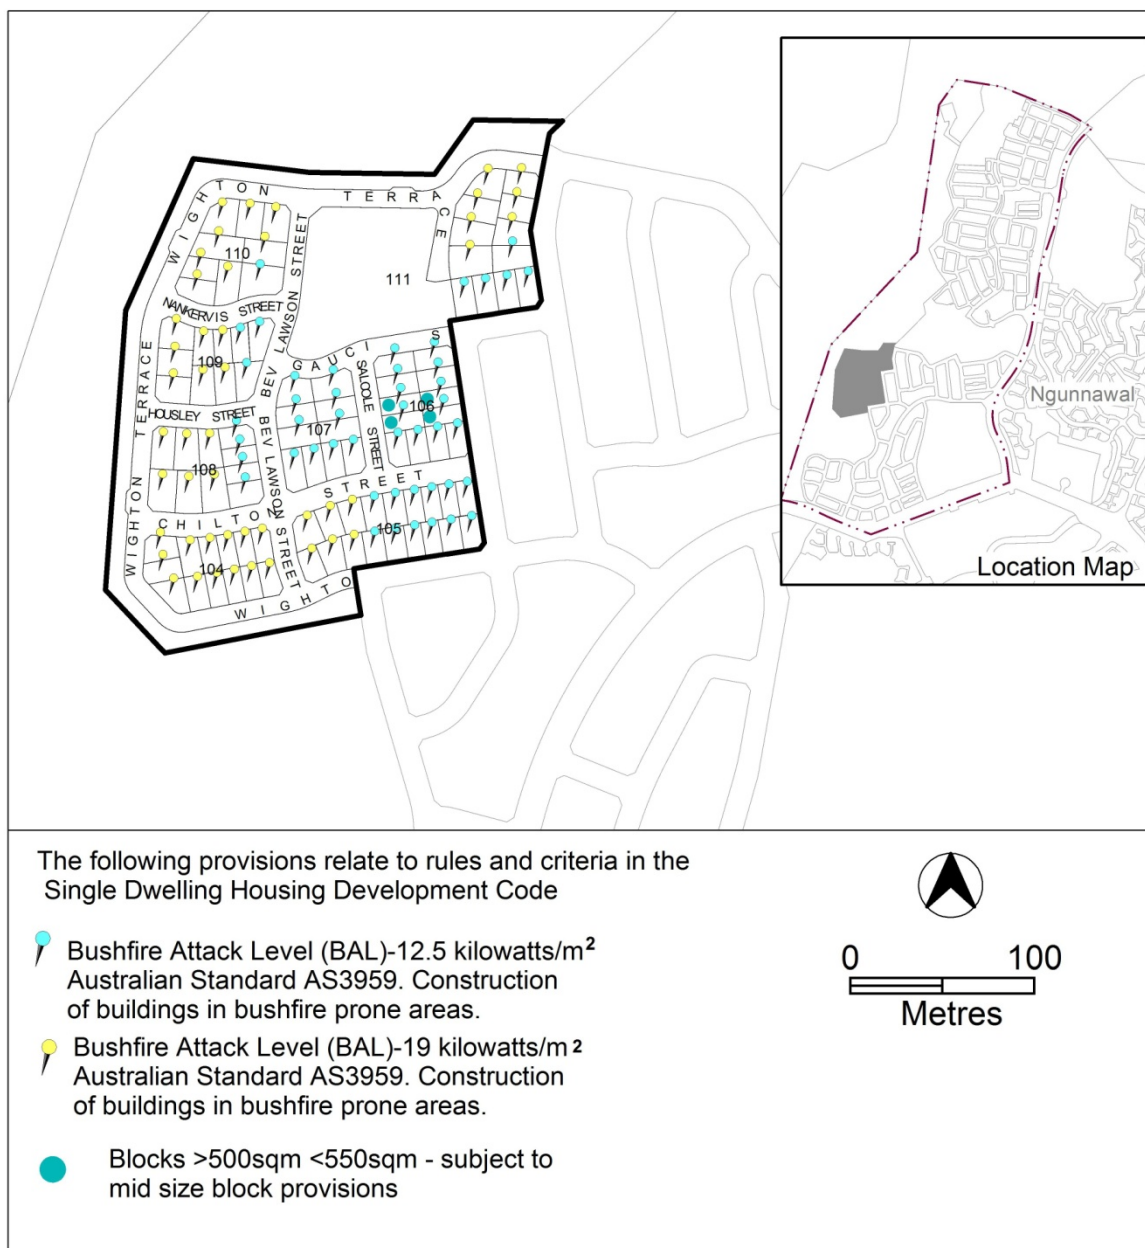 WIGHTON
TERRACE
110
111
BEV LAWSON STREET
NANKERVIS STREET
109
GAUCI S
SALOOLE STREET
106
107
WIGHTON TERRACE
HOUSLEY STREET
BEV LAWSON STREET
108
CHILTON STREET
105
104
WIGHTO
Ngunnawal
Location Map
The following provisions relate to rules and criteria in the
Single Dwelling Housing Development Code
Bushfire Attack Level (BAL)-12.5 kilowatts/m²
Australian Standard AS3959. Construction
of buildings in bushfire prone areas.
Bushfire Attack Level (BAL)-19 kilowatts/m²
Australian Standard AS3959. Construction
of buildings in bushfire prone areas.
Blocks >500sqm <550sqm - subject to
mid size block provisions
0 100
Metres